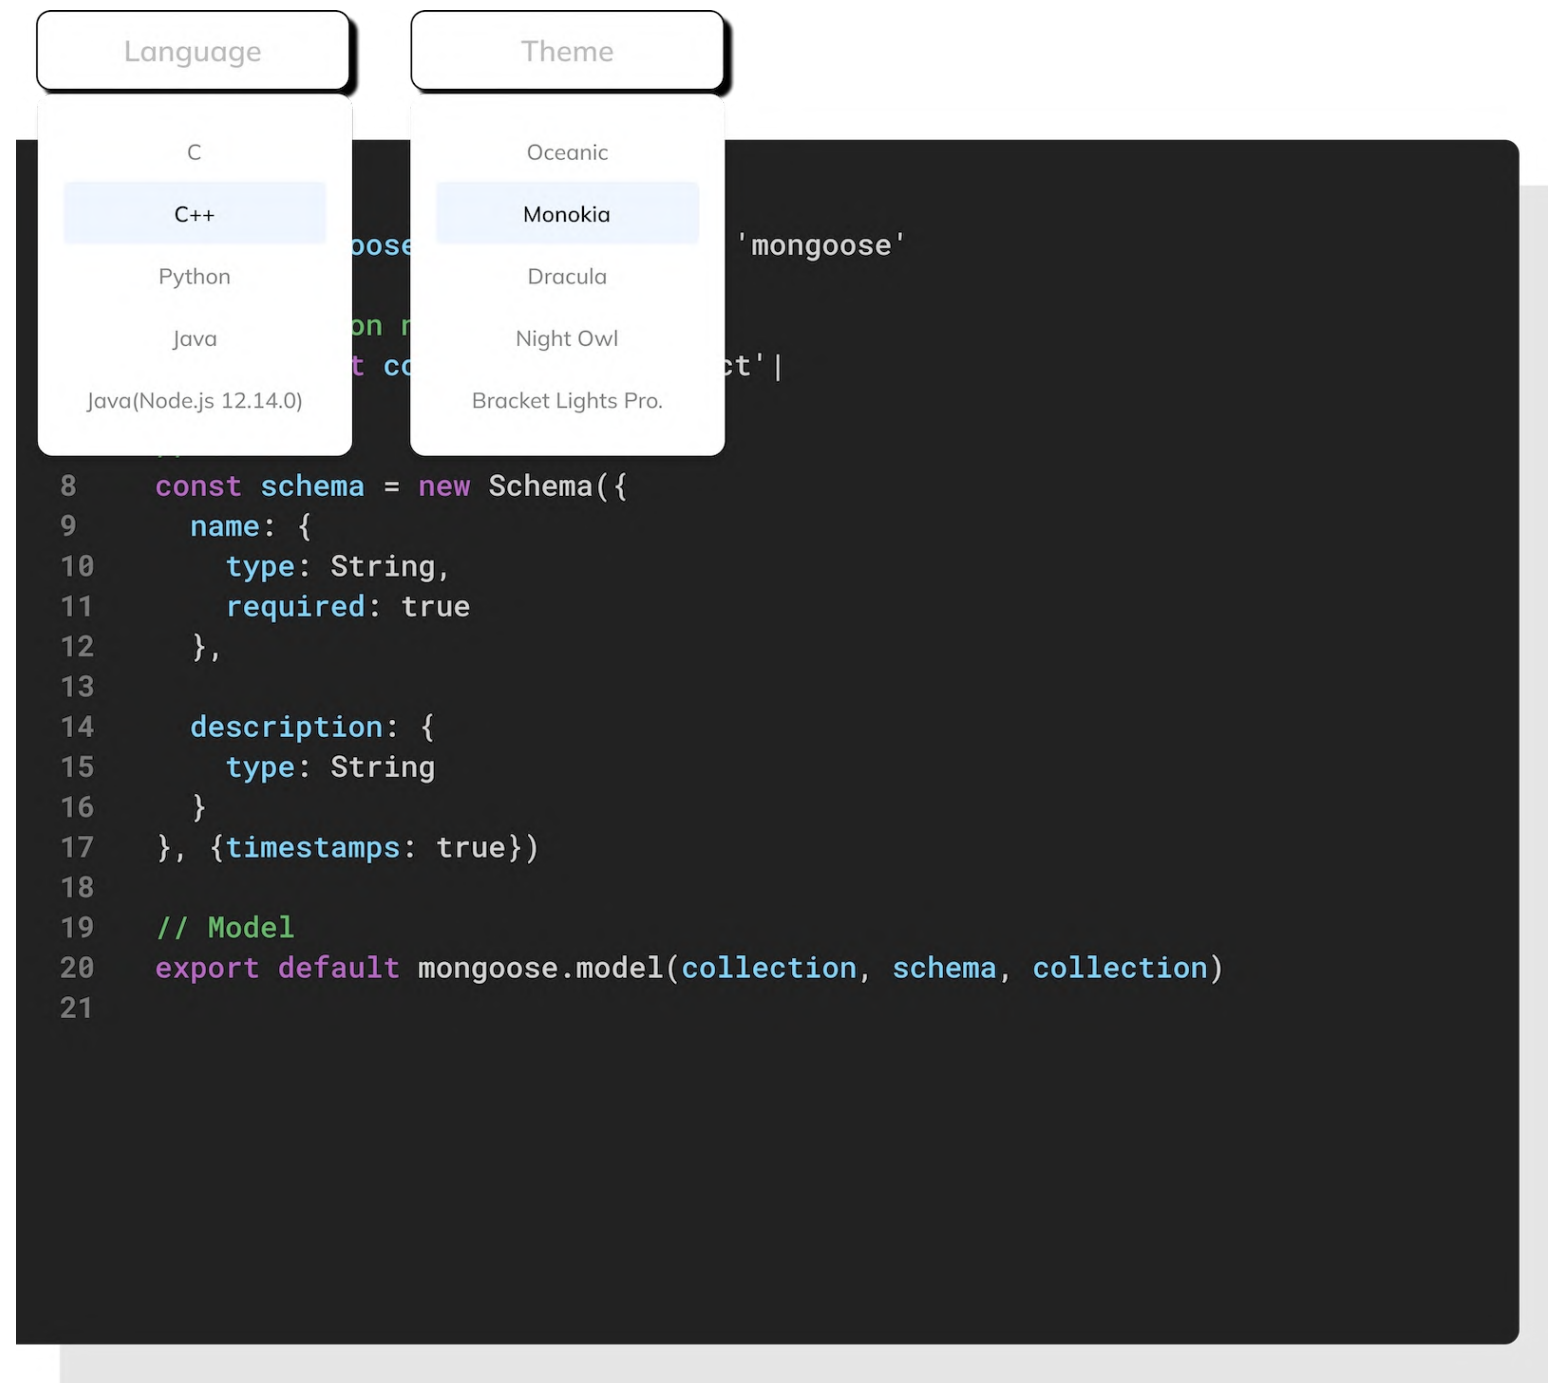 Language
Theme
C
C++
Python
Java
Java(Node.js 12.14.0)
Oceanic
Monokia
Dracula
Night Owl
Bracket Lights Pro.
'mongoose'
8 const schema = new Schema({
9 name: {
10 type: String,
11 required: true
12 },
13
14 description: {
15 type: String
16 }
17 }, {timestamps: true})
18
19 // Model
20 export default mongoose.model(collection, schema, collection)
21